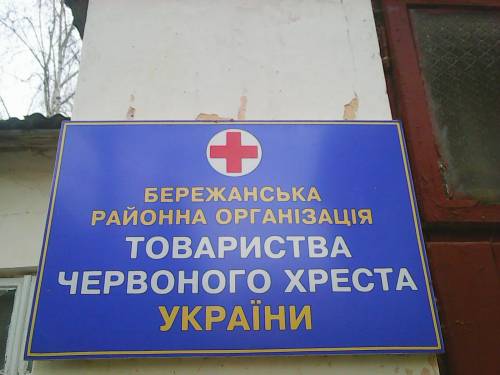 БЕРЕЖАНСЬКА
РАЙОННА ОРГАНІЗАЦІЯ
ТОВАРИСТВА
ЧЕРВОНОГО ХРЕСТА
УКРАЇНИ